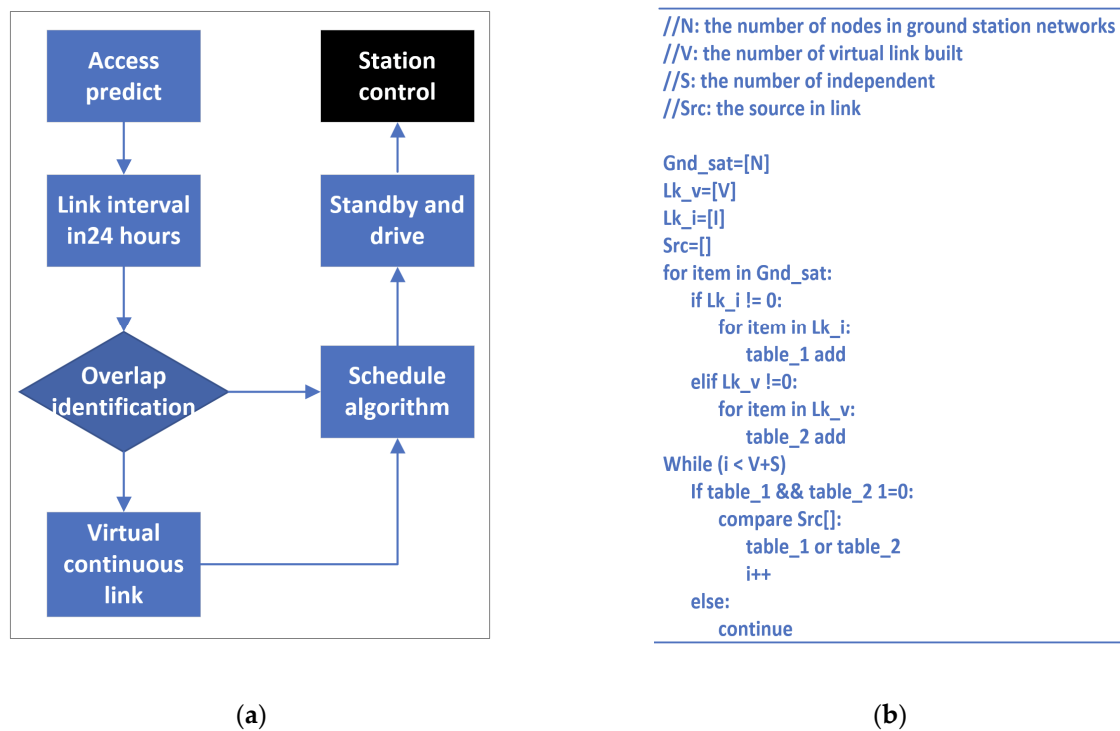 Access
predict
Link interval
in24 hours
Overlap
identification
Virtual
continuous
link
Station
control
Standby and
drive
Schedule
algorithm
(a)
//N: the number of nodes in ground station networks
//V: the number of virtual link built
//S: the number of independent
//Src: the source in link
Gnd_sat=[N]
Lk_v=[V]
Lk_i=[I]
Src=[]
for item in Gnd_sat:
if Lk_i != 0:
for item in Lk_i:
table_1 add
elif Lk_v !=0:
for item in Lk_v:
table_2 add
While (i < V+S)
If table_1 && table_2 1=0:
compare Src[]:
table_1 or table_2
i++
else:
continue
(b)